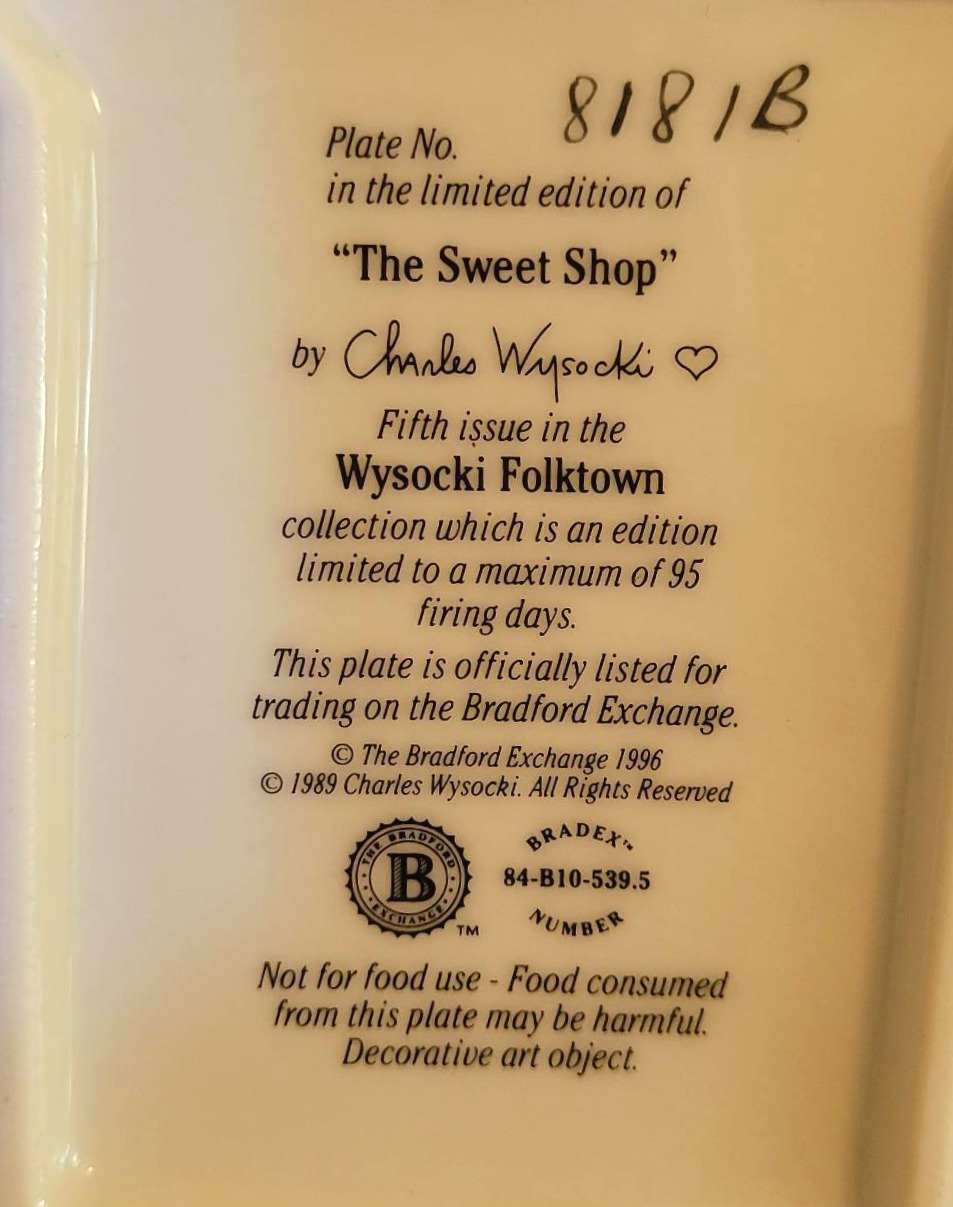 8181B
Plate No.
in the limited edition of
“The Sweet Shop”
by Charles Wysocki ♡
Fifth issue in the
Wysocki Folktown
collection which is an edition
limited to a maximum of 95
firing days.
This plate is officially listed for
trading on the Bradford Exchange.
© The Bradford Exchange 1996
© 1989 Charles Wysocki. All Rights Reserved
THE BRADFORD
B
EXCHANGE
TM
BRADEX™
84-B10-539.5
NUMBER
Not for food use - Food consumed
from this plate may be harmful.
Decorative art object.